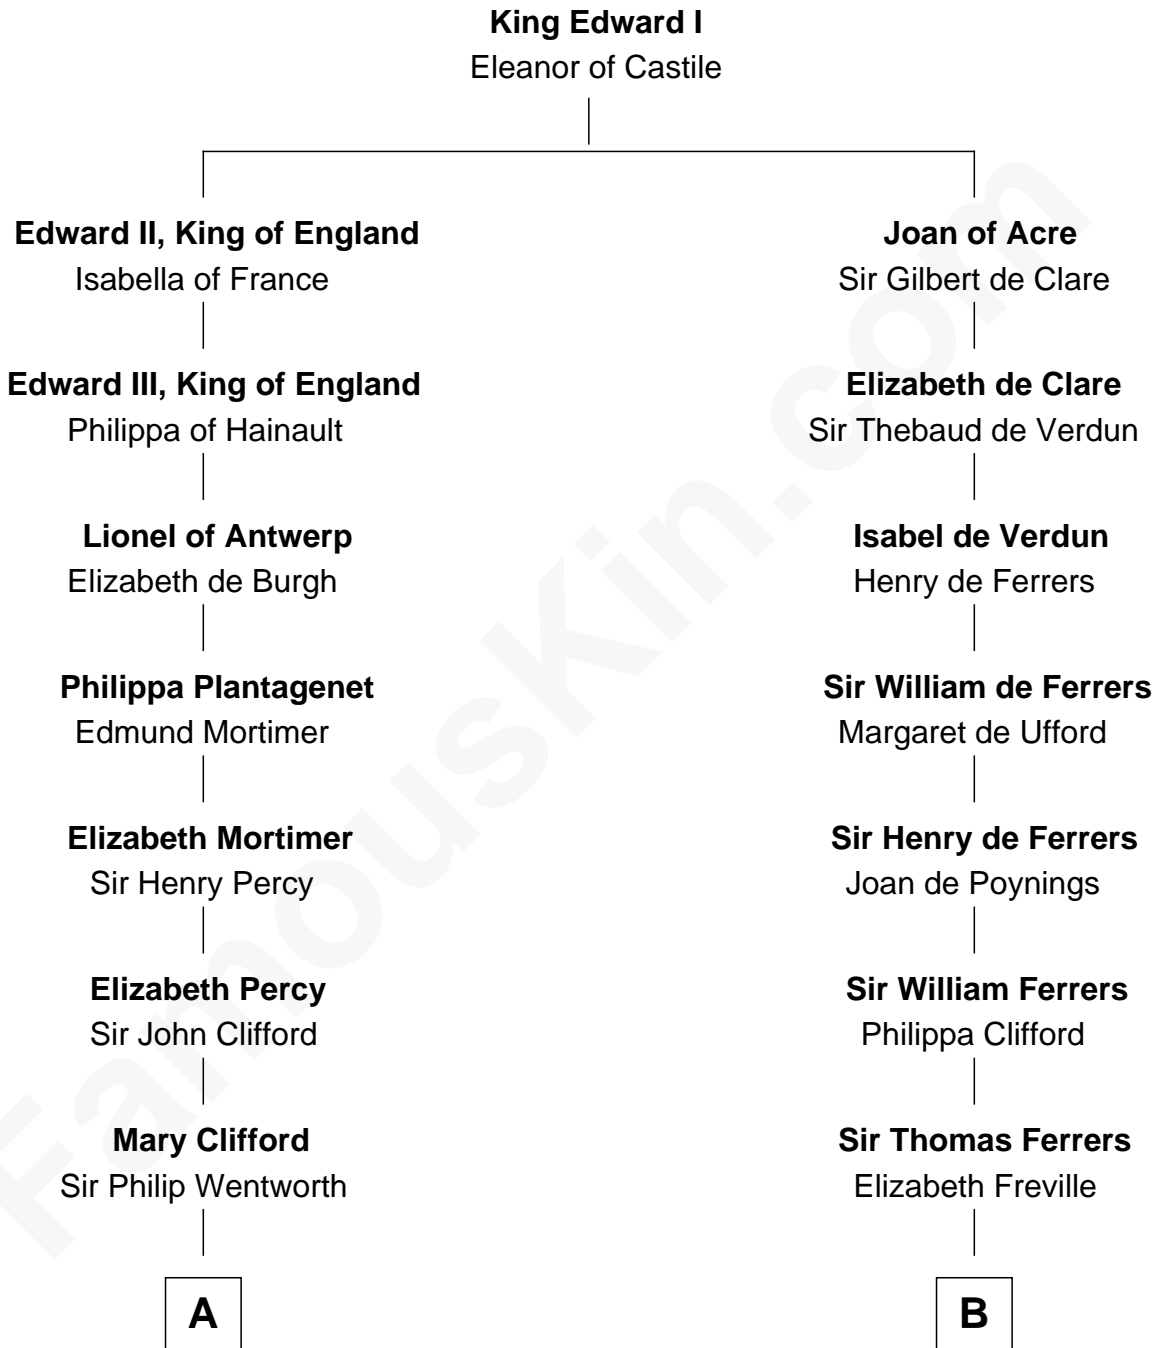 King Edward I
Eleanor of Castile
Edward II, King of England
Isabella of France
Edward III, King of England
Philippa of Hainault
Lionel of Antwerp
Elizabeth de Burgh
Philippa Plantagenet
Edmund Mortimer
Elizabeth Mortimer
Sir Henry Percy
Elizabeth Percy
Sir John Clifford
Mary Clifford
Sir Philip Wentworth
A
Joan of Acre
Sir Gilbert de Clare
Elizabeth de Clare
Sir Thebaud de Verdun
Isabel de Verdun
Henry de Ferrers
Sir William de Ferrers
Margaret de Ufford
Sir Henry de Ferrers
Joan de Poynings
Sir William Ferrers
Philippa Clifford
Sir Thomas Ferrers
Elizabeth Freville
B
FamousKin.com